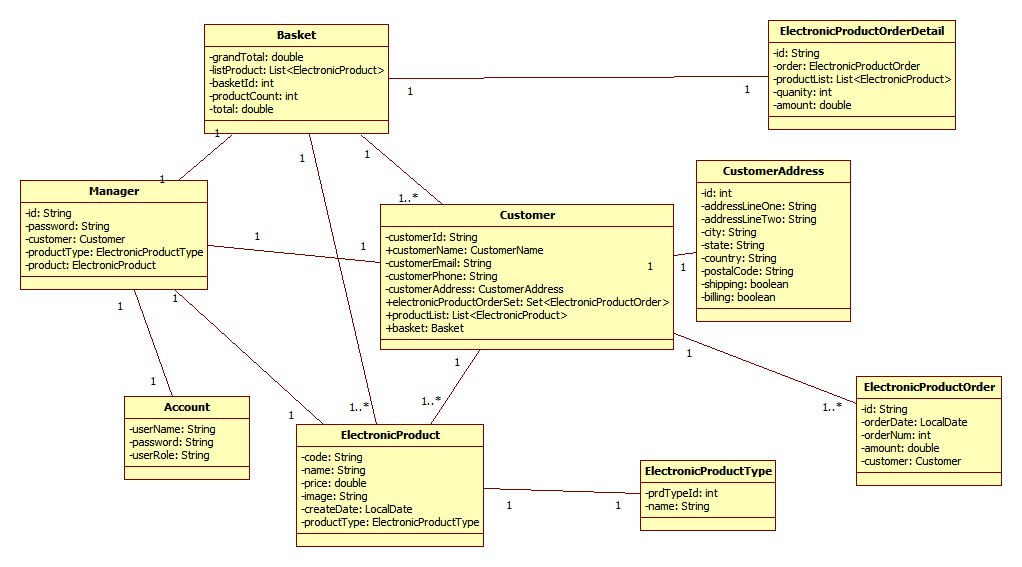 Basket
-grandTotal: double
-listProduct: List<ElectronicProduct>
-basketId: int
-productCount: int
-total: double
ElectronicProductOrderDetail
-id: String
-order: ElectronicProductOrder
-productList: List<ElectronicProduct>
-quanity: int
-amount: double
1
1
1
1
1
1
1..*
1
1..*
Manager
-id: String
-password: String
-customer: Customer
-productType: ElectronicProductType
-product: ElectronicProduct
Customer
-customerId: String
+customerName: CustomerName
-customerEmail: String
-customerPhone: String
-customerAddress: CustomerAddress
+electronicProductOrderSet: Set<ElectronicProductOrder>
+productList: List<ElectronicProduct>
+basket: Basket
CustomerAddress
-id: int
-addressLineOne: String
-addressLineTwo: String
-city: String
-state: String
-country: String
-postalCode: String
-shipping: boolean
-billing: boolean
1
1
1
1
1
1
1
1
1
1..*
1
1..*
Account
-userName: String
-password: String
-userRole: String
ElectronicProduct
-code: String
-name: String
-price: double
-image: String
-createDate: LocalDate
-productType: ElectronicProductType
1
1
ElectronicProductType
-prdTypeId: int
-name: String
ElectronicProductOrder
-id: String
-orderDate: LocalDate
-orderNum: int
-amount: double
-customer: Customer